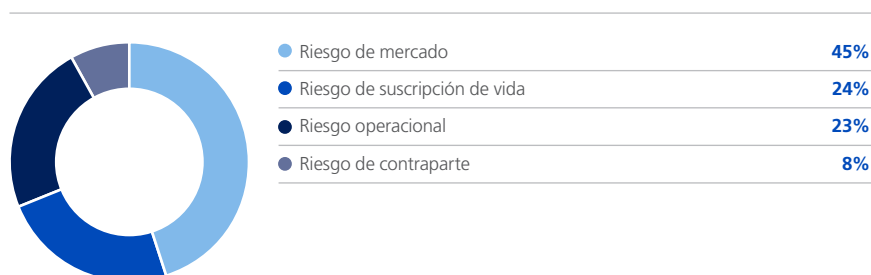 Riesgo de mercado 45%
Riesgo de suscripción de vida 24%
Riesgo operacional 23%
Riesgo de contraparte 8%